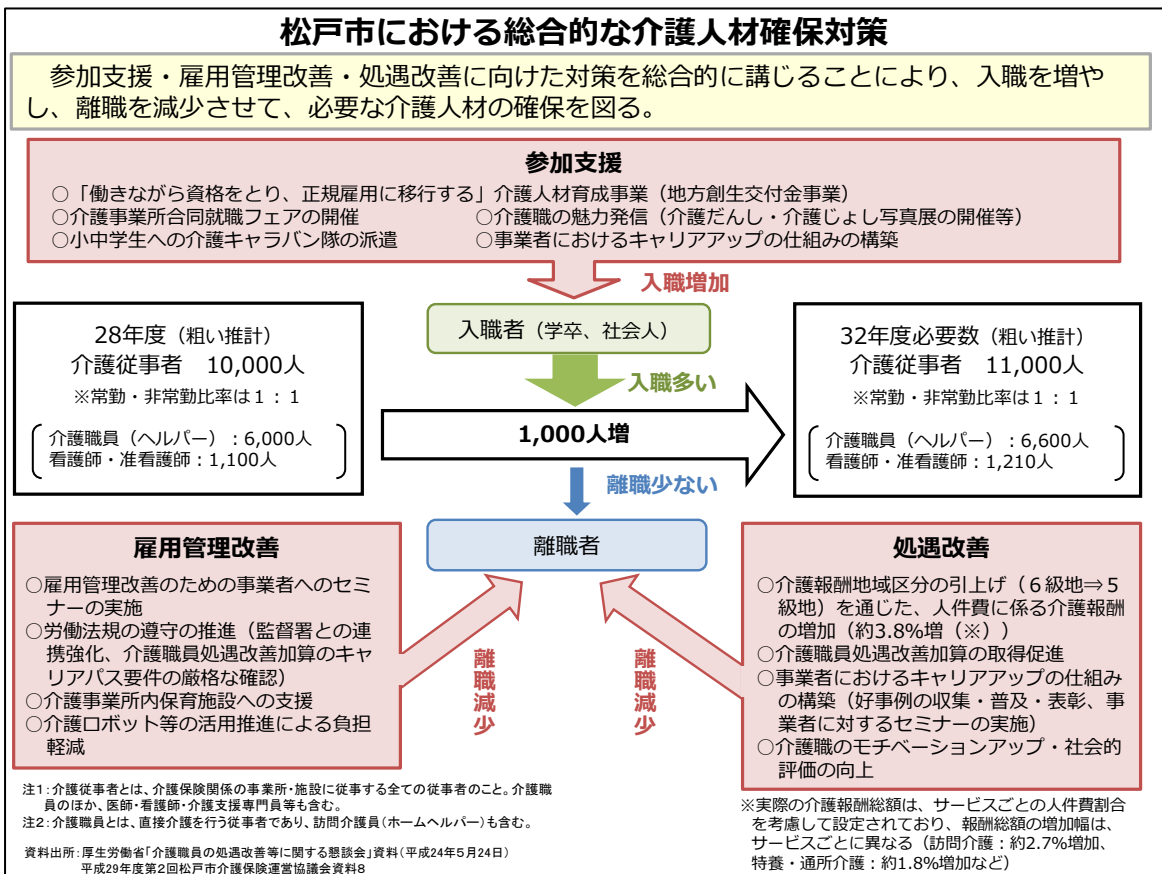 松戸市における総合的な介護人材確保対策
参加支援・雇用管理改善・処遇改善に向けた対策を総合的に講じることにより、入職を増や
し、離職を減少させて、必要な介護人材の確保を図る。
参加支援
○「働きながら資格をとり、正規雇用に移行する」介護人材育成事業（地方創生交付金事業）
○介護事業所合同就職フェアの開催　○介護職の魅力発信（介護だんし・介護じょし写真展の開催等）
○小中学生への介護キャラバン隊の派遣　○事業者におけるキャリアアップの仕組みの構築
入職増加
28年度（粗い推計）
介護従事者　10,000人
※常勤・非常勤比率は１：１
介護職員（ヘルパー）：6,000人
看護師・准看護師：1,100人
入職者（学卒、社会人）
入職多い
1,000人増
離職少ない
離職者
32年度必要数（粗い推計）
介護従事者　11,000人
※常勤・非常勤比率は１：１
介護職員（ヘルパー）：6,600人
看護師・准看護師：1,210人
雇用管理改善
○雇用管理改善のための事業者へのセミ
ナーの実施
○労働法規の遵守の推進（監督署との連
携強化、介護職員処遇改善加算のキャ
リアパス要件の厳格な確認）
○介護事業所内保育施設への支援
○介護ロボット等の活用推進による負担
軽減
離職減少
離職減少
処遇改善
○介護報酬地域区分の引上げ（６級地⇒５
級地）を通じた、人件費に係る介護報酬
の増加（約3.8%増（※））
○介護職員処遇改善加算の取得促進
○事業者におけるキャリアアップの仕組み
の構築（好事例の収集・普及・表彰、事
業者に対するセミナーの実施）
○介護職のモチベーションアップ・社会的
評価の向上
注１：介護従事者とは、介護保険関係の事業所・施設に従事する全ての従事者のこと。介護職
員のほか、医師・看護師・介護支援専門員等も含む。
注２：介護職員とは、直接介護を行う従事者であり、訪問介護員（ホームヘルパー）も含む。
資料出所：厚生労働省「介護職員の処遇改善等に関する懇談会」資料（平成24年５月24日）
平成29年度第２回松戸市介護保険運営協議会資料８
※実際の介護報酬総額は、サービスごとの人件費割合
を考慮して設定されており、報酬総額の増加幅は、
サービスごとに異なる（訪問介護：約2.7%増加、
特養・通所介護：約1.8%増加など）